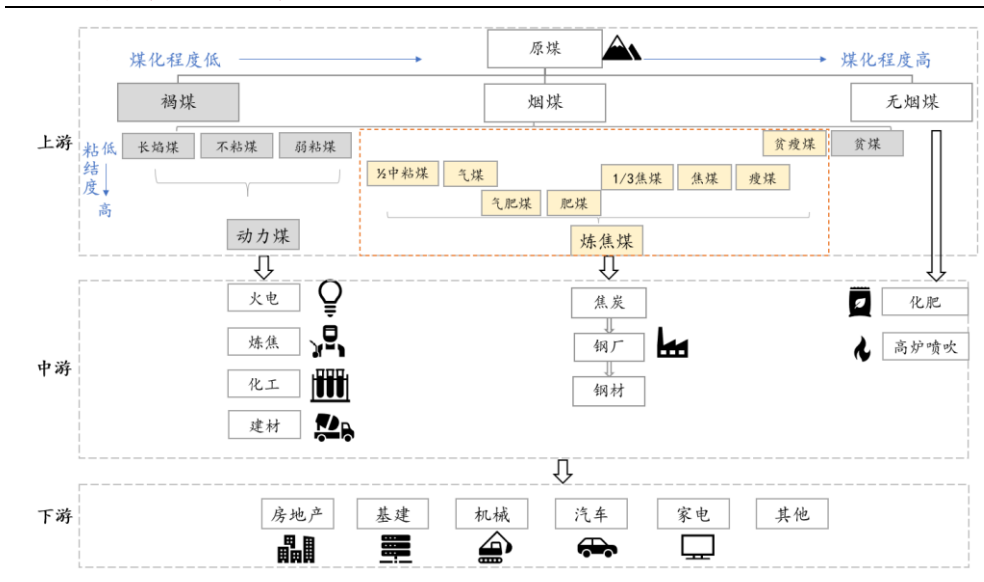 原煤
煤化程度低
煤化程度高
褐煤
烟煤
无烟煤
上游
粘结度
低
高
长焰煤
不粘煤
弱粘煤
贫瘦煤
贫煤
½中粘煤
气煤
1/3焦煤
焦煤
瘦煤
气肥煤
肥煤
动力煤
炼焦煤
中游
火电
炼焦
化工
建材
焦炭
钢厂
钢材
化肥
高炉喷吹
下游
房地产
基建
机械
汽车
家电
其他